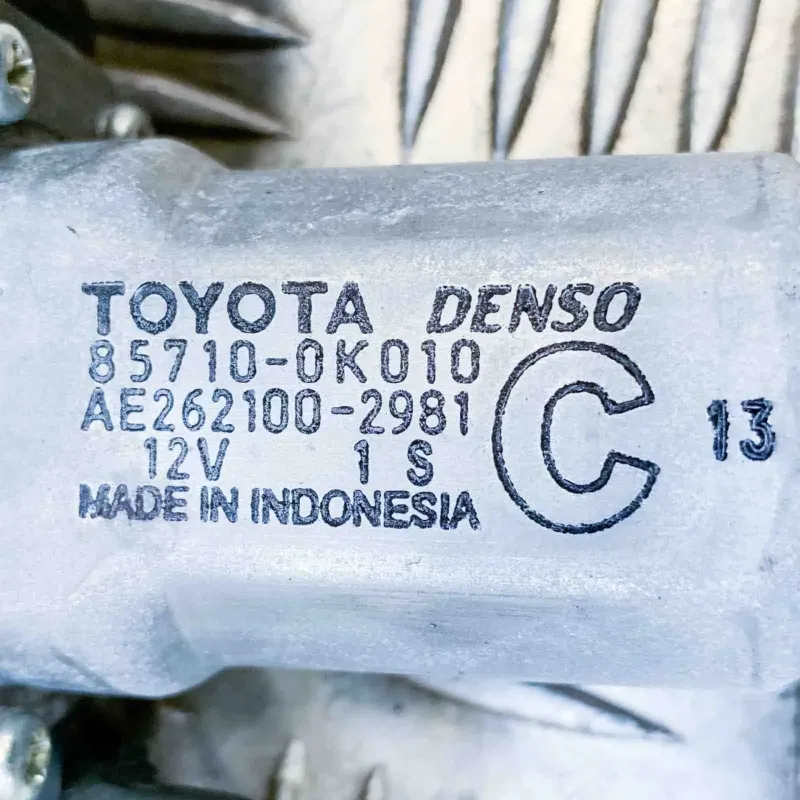 TOYOTA DENSO
85710-0K010
AE262100-2981
12V 1 S
MADE IN INDONESIA
C
13